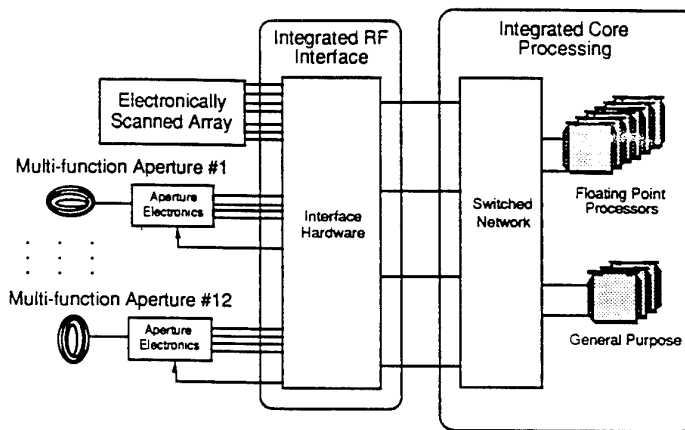 Integrated RF
Interface
Integrated Core
Processing
Electronically
Scanned Array
Multi-function Aperture #1
Aperture
Electronics
Interface
Hardware
Switched
Network
Floating Point
Processors
Multi-function Aperture #12
Aperture
Electronics
General Purpose